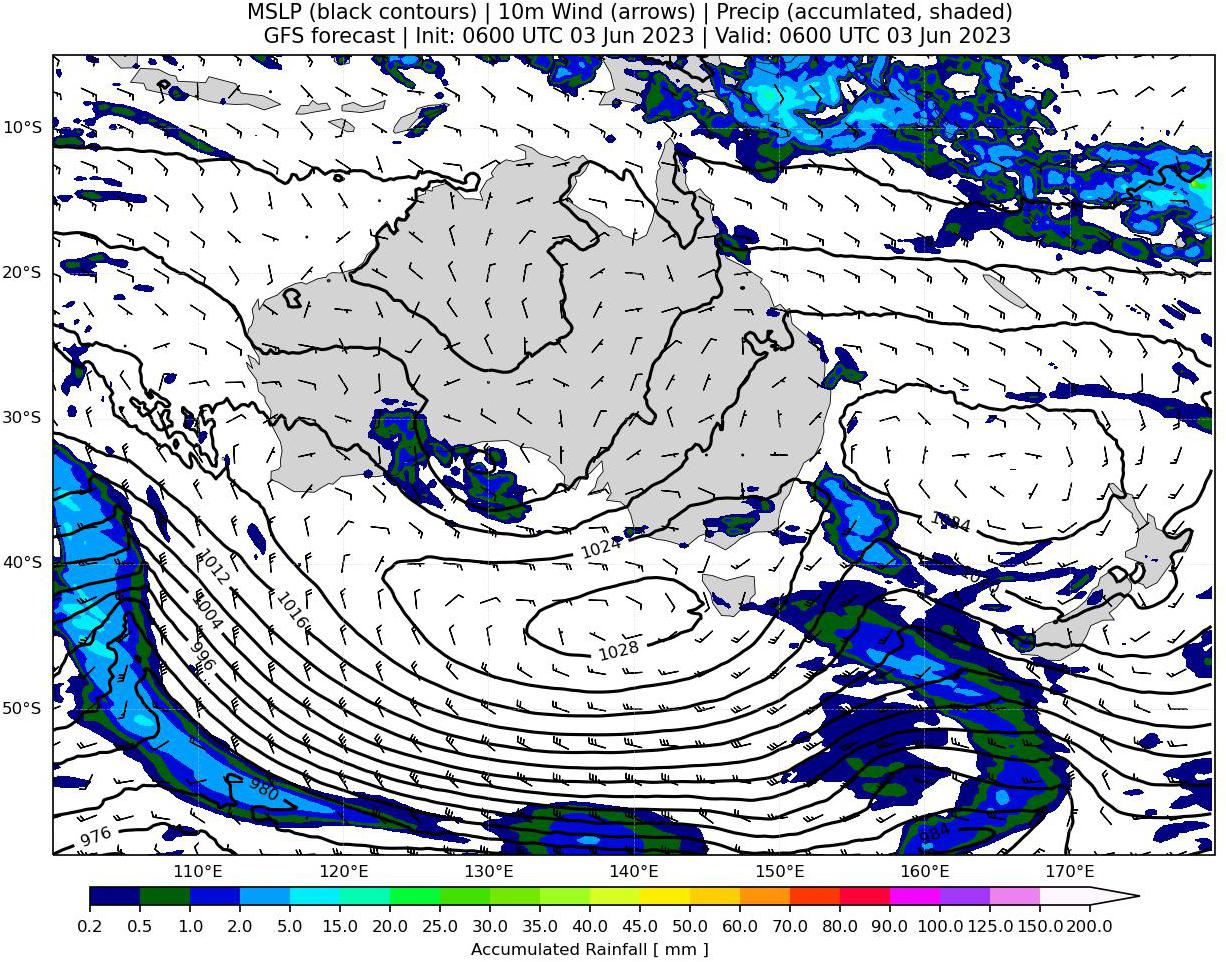 MSLP (black contours) | 10m Wind (arrows) | Precip (accumlated, shaded)
GFS forecast | Init: 0600 UTC 03 Jun 2023 | Valid: 0600 UTC 03 Jun 2023
10°S
20°S
30°S
1024
40°S
1024
1012
1016
1004
996
1028
50°S
980
976
984
110°E 120°E 130°E 140°E 150°E 160°E 170°E
0.2 0.5 1.0 2.0 5.0 10.0 15.0 20.0 25.0 30.0 35.0 40.0 45.0 50.0 60.0 70.0 80.0 90.0 100.0 125.0 150.0 200.0
Accumulated Rainfall [ mm ]